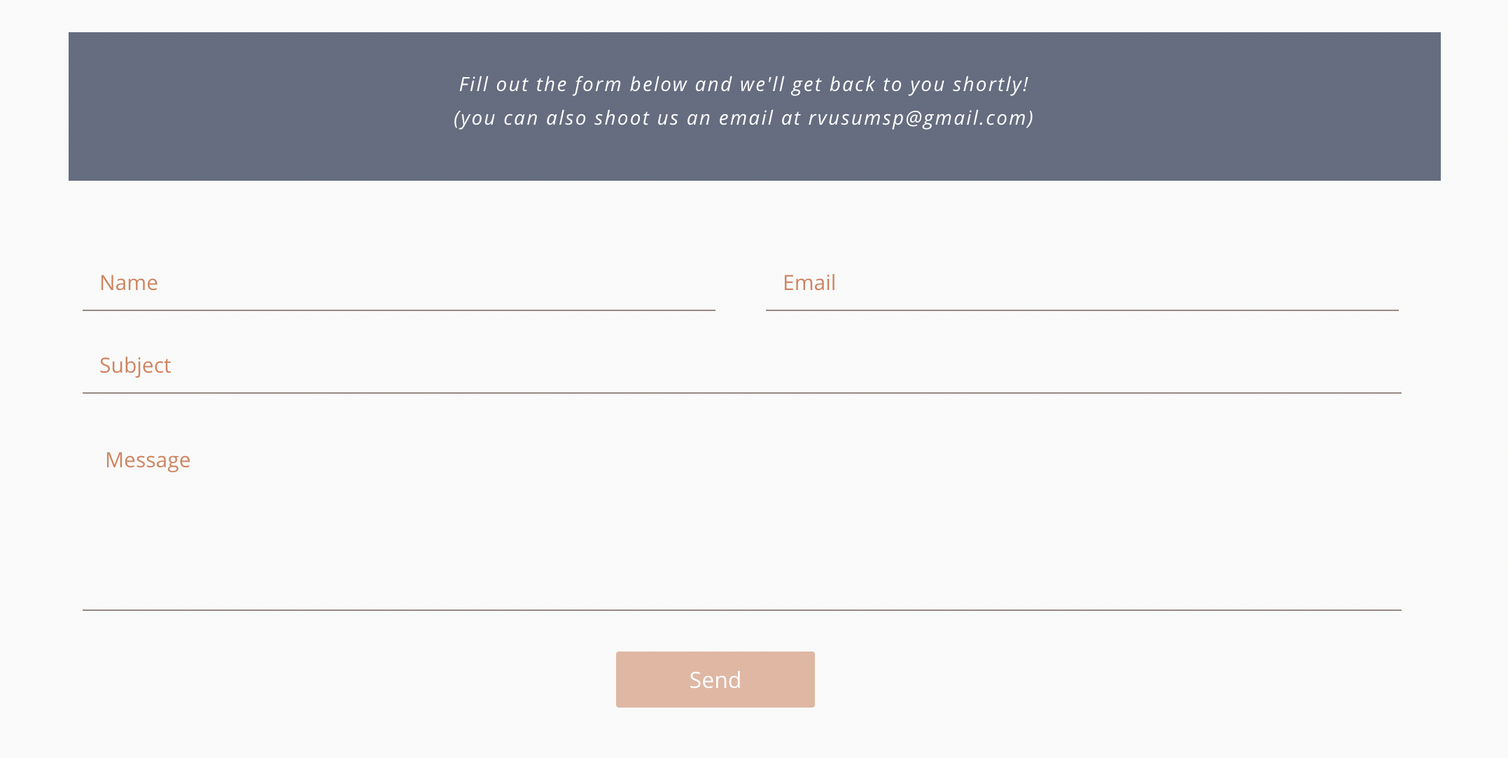 Fill out the form below and we'll get back to you shortly!
(you can also shoot us an email at rvusumsp@gmail.com)
Name
Email
Subject
Message
Send